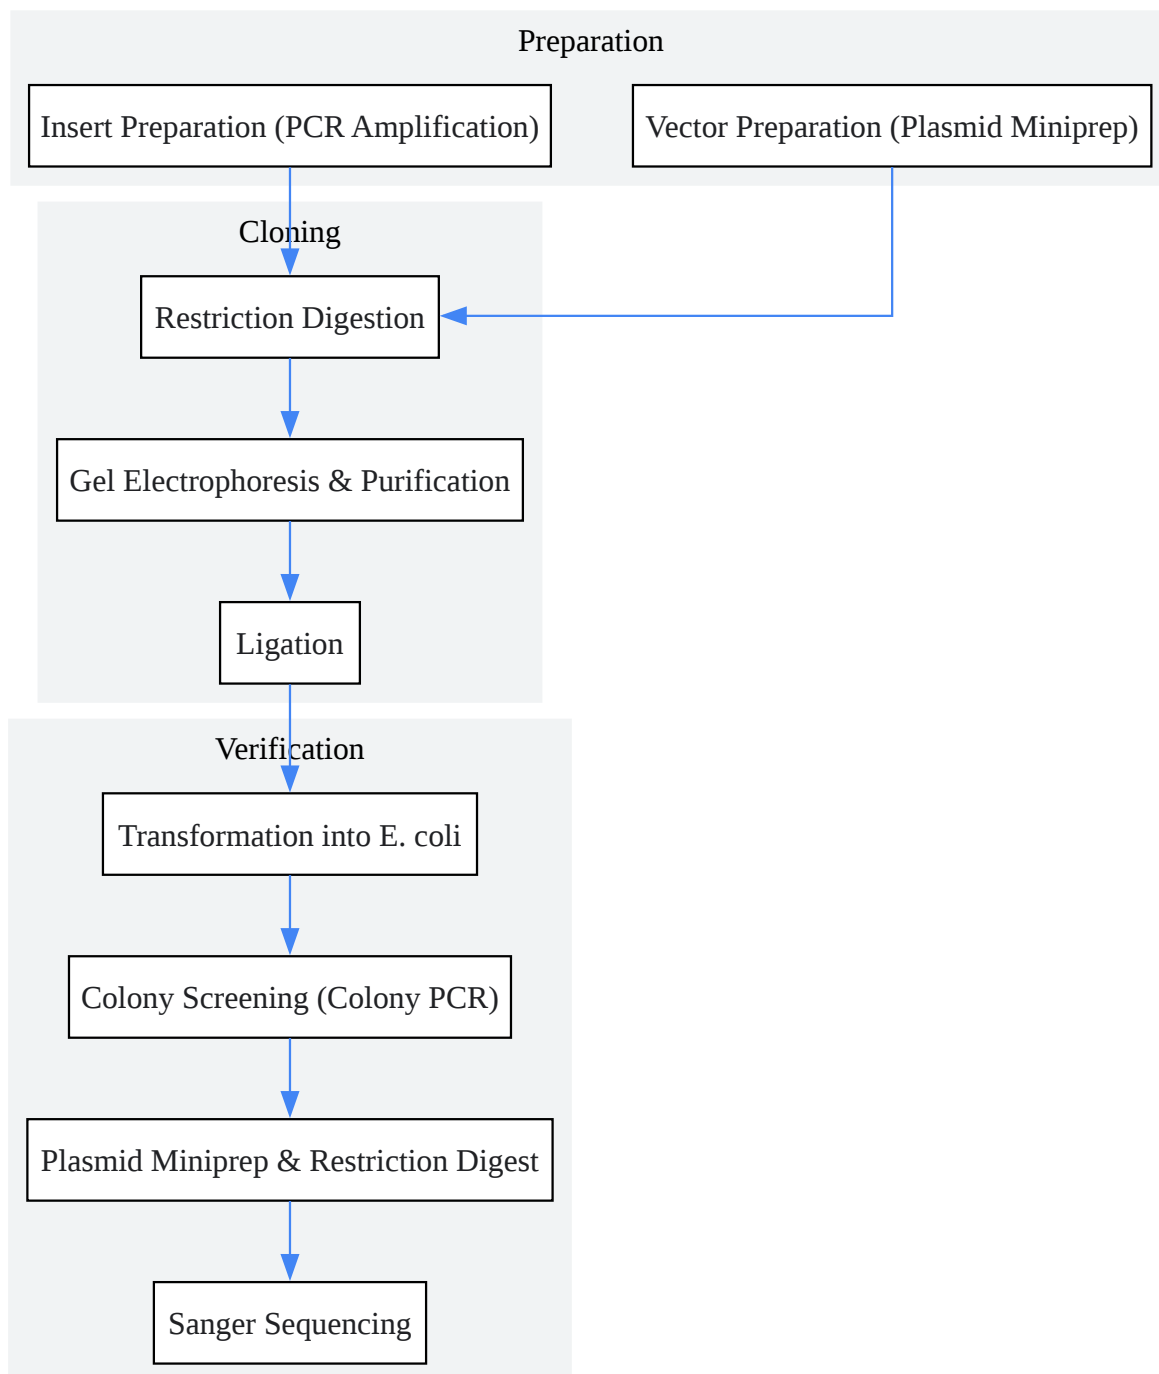 Preparation
Insert Preparation (PCR Amplification)
Vector Preparation (Plasmid Miniprep)
Cloning
Restriction Digestion
Gel Electrophoresis & Purification
Ligation
Verification
Transformation into E. coli
Colony Screening (Colony PCR)
Plasmid Miniprep & Restriction Digest
Sanger Sequencing